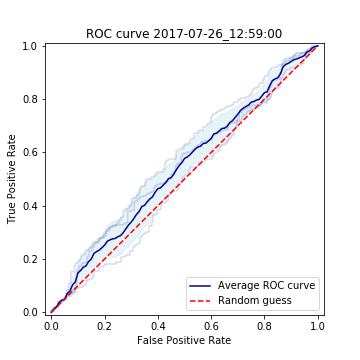 ROC curve 2017-07-26_12:59:00
True Positive Rate
1.0
0.8
0.6
0.4
0.2
0.0
Average ROC curve
Random guess
0.0 0.2 0.4 0.6 0.8 1.0
False Positive Rate